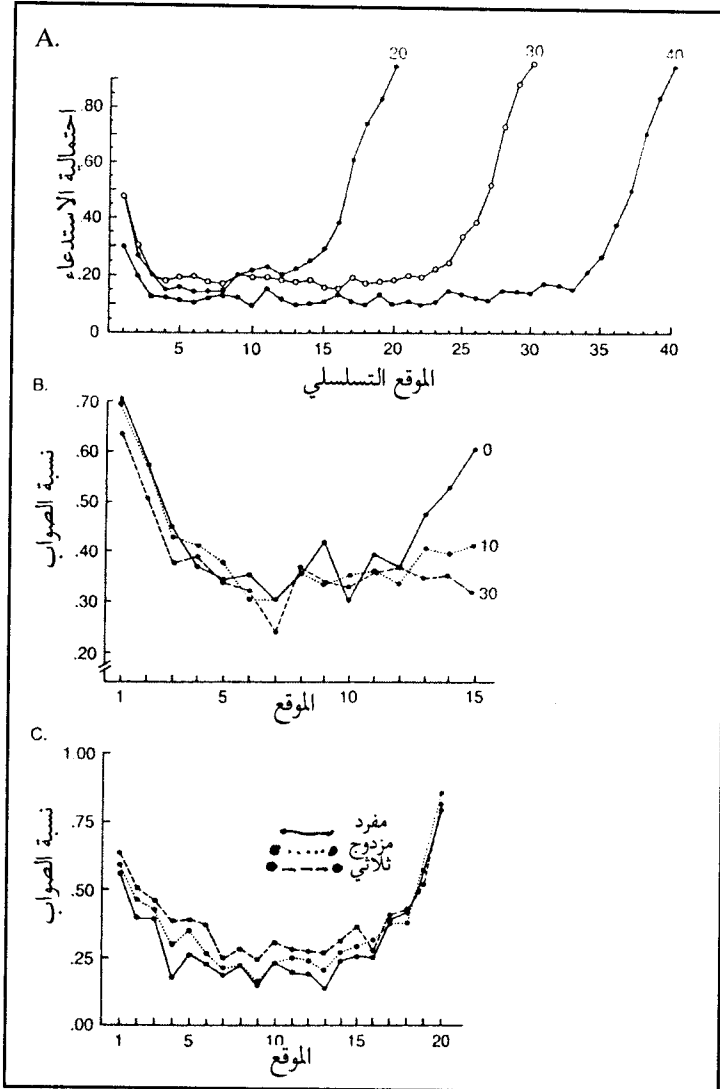 A.
20 30 40
احتمالية الاستدعاء
.80
.60
.40
.20
0
5 10 15 20 25 30 35 40
الموقع التسلسلي
B.
نسبة الصواب
.70
.60
.50
.40
.30
.20
0
10
30
1 5 10 15
الموقع
C.
نسبة الصواب
1.00
.75
.50
.25
.00
مفرد
مزدوج
ثلاثي
1 5 10 15 20
الموقع